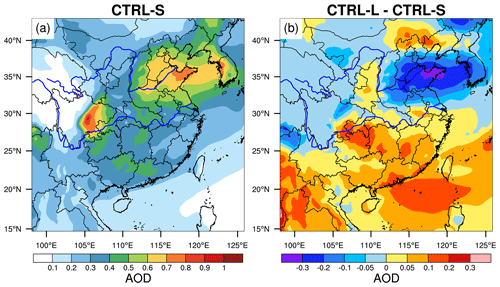 CTRL-S
CTRL-L - CTRL-S
(a)
(b)
40°N
35°N
30°N
25°N
20°N
15°N
40°N
35°N
30°N
25°N
20°N
15°N
100°E 105°E 110°E 115°E 120°E 125°E
100°E 105°E 110°E 115°E 120°E 125°E
0.1 0.2 0.3 0.4 0.5 0.6 0.7 0.8 0.9 1
-0.3 -0.2 -0.1 -0.05 0 0.05 0.1 0.2 0.3
AOD
AOD